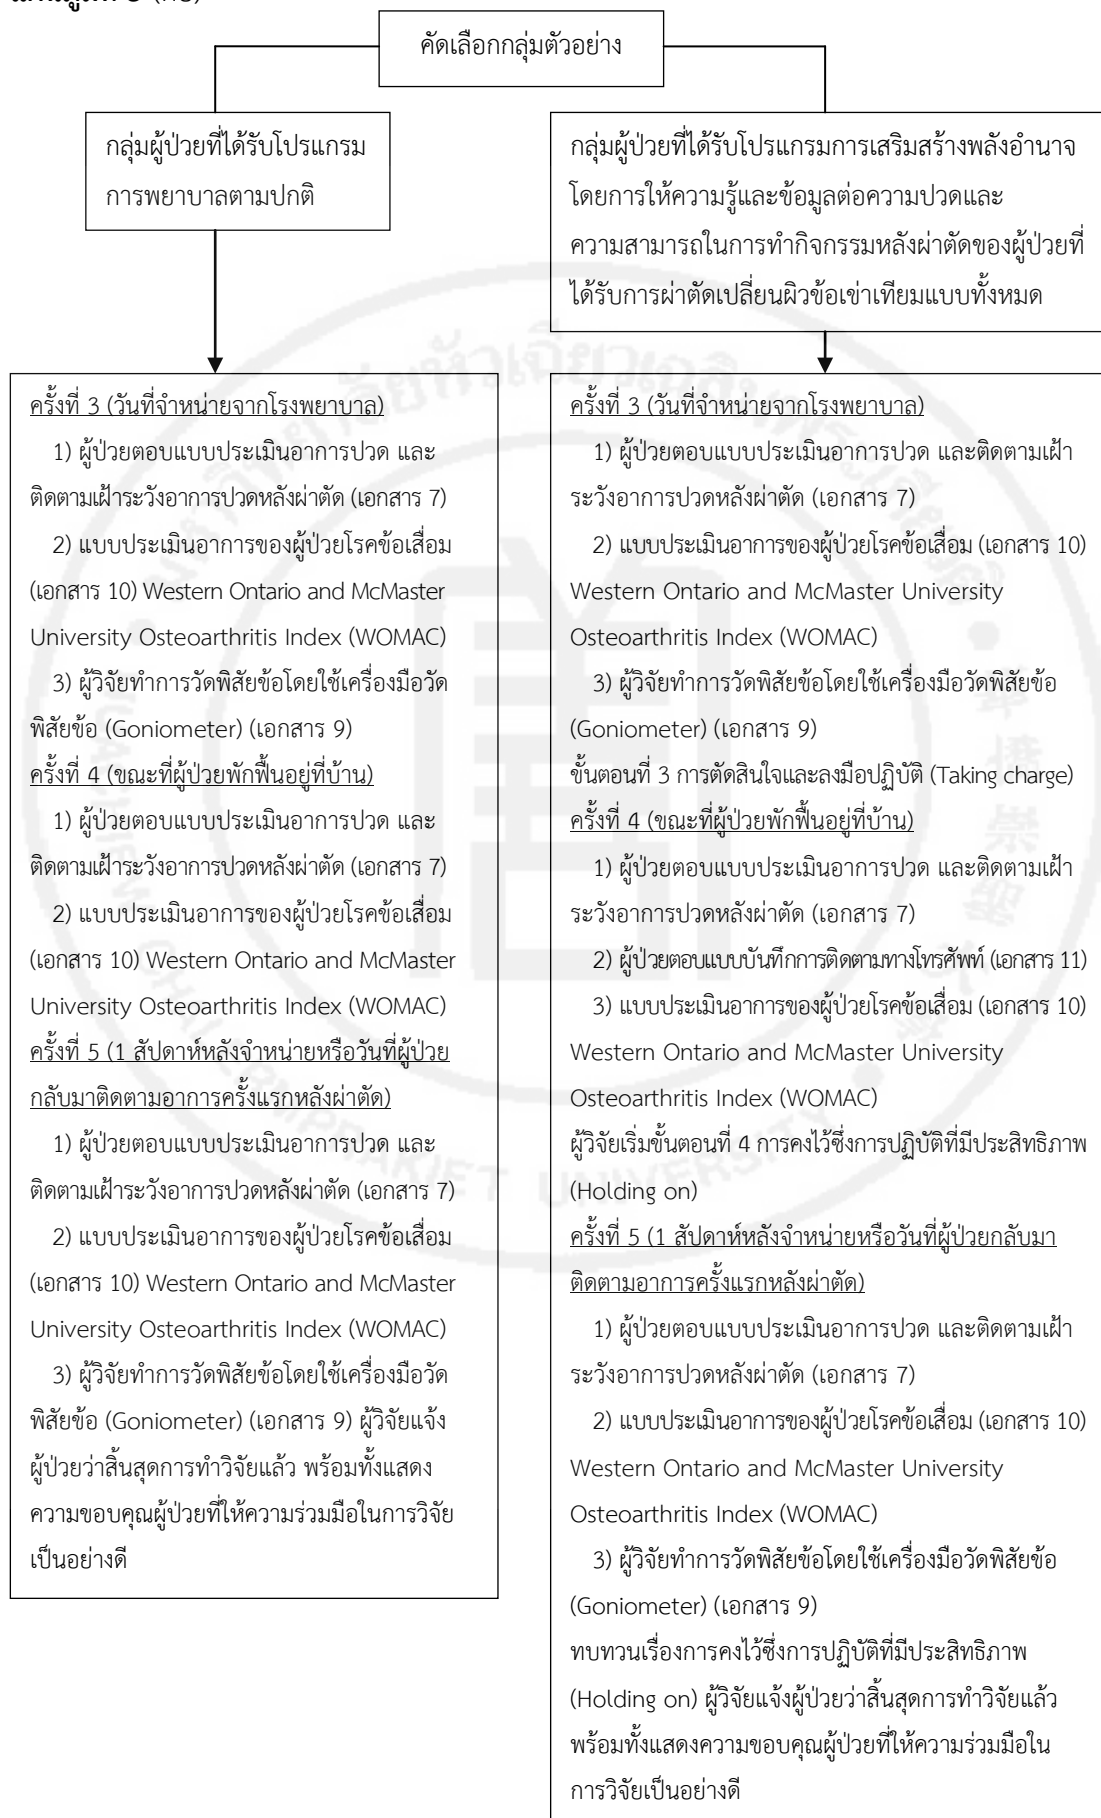 คัดเลือกกลุ่มตัวอย่าง
กลุ่มผู้ป่วยที่ได้รับโปรแกรม
การพยาบาลตามปกติ
กลุ่มผู้ป่วยที่ได้รับโปรแกรมการเสริมสร้างพลังอำนาจ
โดยการให้ความรู้และข้อมูลต่อความปวดและ
ความสามารถในการทำกิจกรรมหลังผ่าตัดของผู้ป่วยที่
ได้รับการผ่าตัดเปลี่ยนผิวข้อเข่าเทียมแบบทั้งหมด
ครั้งที่ 3 (วันที่จำหน่ายจากโรงพยาบาล)
1) ผู้ป่วยตอบแบบประเมินอาการปวด และ
ติดตามเฝ้าระวังอาการปวดหลังผ่าตัด (เอกสาร 7)
2) แบบประเมินอาการของผู้ป่วยโรคข้อเสื่อม
(เอกสาร 10) Western Ontario and McMaster
University Osteoarthritis Index (WOMAC)
3) ผู้วิจัยทำการวัดพิสัยข้อโดยใช้เครื่องมือวัด
พิสัยข้อ (Goniometer) (เอกสาร 9)
ครั้งที่ 4 (ขณะที่ผู้ป่วยพักฟื้นอยู่ที่บ้าน)
1) ผู้ป่วยตอบแบบประเมินอาการปวด และ
ติดตามเฝ้าระวังอาการปวดหลังผ่าตัด (เอกสาร 7)
2) แบบประเมินอาการของผู้ป่วยโรคข้อเสื่อม
(เอกสาร 10) Western Ontario and McMaster
University Osteoarthritis Index (WOMAC)
ครั้งที่ 5 (1 สัปดาห์หลังจำหน่ายหรือวันที่ผู้ป่วย
กลับมาติดตามอาการครั้งแรกหลังผ่าตัด)
1) ผู้ป่วยตอบแบบประเมินอาการปวด และ
ติดตามเฝ้าระวังอาการปวดหลังผ่าตัด (เอกสาร 7)
2) แบบประเมินอาการของผู้ป่วยโรคข้อเสื่อม
(เอกสาร 10) Western Ontario and McMaster
University Osteoarthritis Index (WOMAC)
3) ผู้วิจัยทำการวัดพิสัยข้อโดยใช้เครื่องมือวัด
พิสัยข้อ (Goniometer) (เอกสาร 9) ผู้วิจัยแจ้ง
ผู้ป่วยว่าสิ้นสุดการทำวิจัยแล้ว พร้อมทั้งแสดง
ความขอบคุณผู้ป่วยที่ให้ความร่วมมือในการวิจัย
เป็นอย่างดี
ครั้งที่ 3 (วันที่จำหน่ายจากโรงพยาบาล)
1) ผู้ป่วยตอบแบบประเมินอาการปวด และติดตามเฝ้า
ระวังอาการปวดหลังผ่าตัด (เอกสาร 7)
2) แบบประเมินอาการของผู้ป่วยโรคข้อเสื่อม (เอกสาร 10)
Western Ontario and McMaster University
Osteoarthritis Index (WOMAC)
3) ผู้วิจัยทำการวัดพิสัยข้อโดยใช้เครื่องมือวัดพิสัยข้อ
(Goniometer) (เอกสาร 9)
ขั้นตอนที่ 3 การตัดสินใจและลงมือปฏิบัติ (Taking charge)
ครั้งที่ 4 (ขณะที่ผู้ป่วยพักฟื้นอยู่ที่บ้าน)
1) ผู้ป่วยตอบแบบประเมินอาการปวด และติดตามเฝ้า
ระวังอาการปวดหลังผ่าตัด (เอกสาร 7)
2) ผู้ป่วยตอบแบบบันทึกการติดตามทางโทรศัพท์ (เอกสาร 11)
3) แบบประเมินอาการของผู้ป่วยโรคข้อเสื่อม (เอกสาร 10)
Western Ontario and McMaster University
Osteoarthritis Index (WOMAC)
ผู้วิจัยเริ่มขั้นตอนที่ 4 การคงไว้ซึ่งการปฏิบัติที่มีประสิทธิภาพ
(Holding on)
ครั้งที่ 5 (1 สัปดาห์หลังจำหน่ายหรือวันที่ผู้ป่วยกลับมา
ติดตามอาการครั้งแรกหลังผ่าตัด)
1) ผู้ป่วยตอบแบบประเมินอาการปวด และติดตามเฝ้า
ระวังอาการปวดหลังผ่าตัด (เอกสาร 7)
2) แบบประเมินอาการของผู้ป่วยโรคข้อเสื่อม (เอกสาร 10)
Western Ontario and McMaster University
Osteoarthritis Index (WOMAC)
3) ผู้วิจัยทำการวัดพิสัยข้อโดยใช้เครื่องมือวัดพิสัยข้อ
(Goniometer) (เอกสาร 9)
ทบทวนเรื่องการคงไว้ซึ่งการปฏิบัติที่มีประสิทธิภาพ
(Holding on) ผู้วิจัยแจ้งผู้ป่วยว่าสิ้นสุดการทำวิจัยแล้ว
พร้อมทั้งแสดงความขอบคุณผู้ป่วยที่ให้ความร่วมมือใน
การวิจัยเป็นอย่างดี